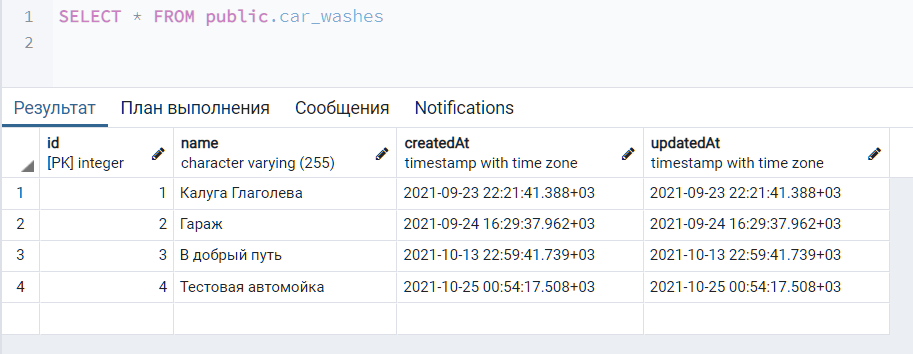 1 SELECT * FROM public.car_washes
2
Результат План выполнения Сообщения Notifications
id name createdAt updatedAt
[PK] integer character varying (255) timestamp with time zone timestamp with time zone
1 1 Калуга Глаголева 2021-09-23 22:21:41.388+03 2021-09-23 22:21:41.388+03
2 2 Гараж 2021-09-24 16:29:37.962+03 2021-09-24 16:29:37.962+03
3 3 В добрый путь 2021-10-13 22:59:41.739+03 2021-10-13 22:59:41.739+03
4 4 Тестовая автомойка 2021-10-25 00:54:17.508+03 2021-10-25 00:54:17.508+03